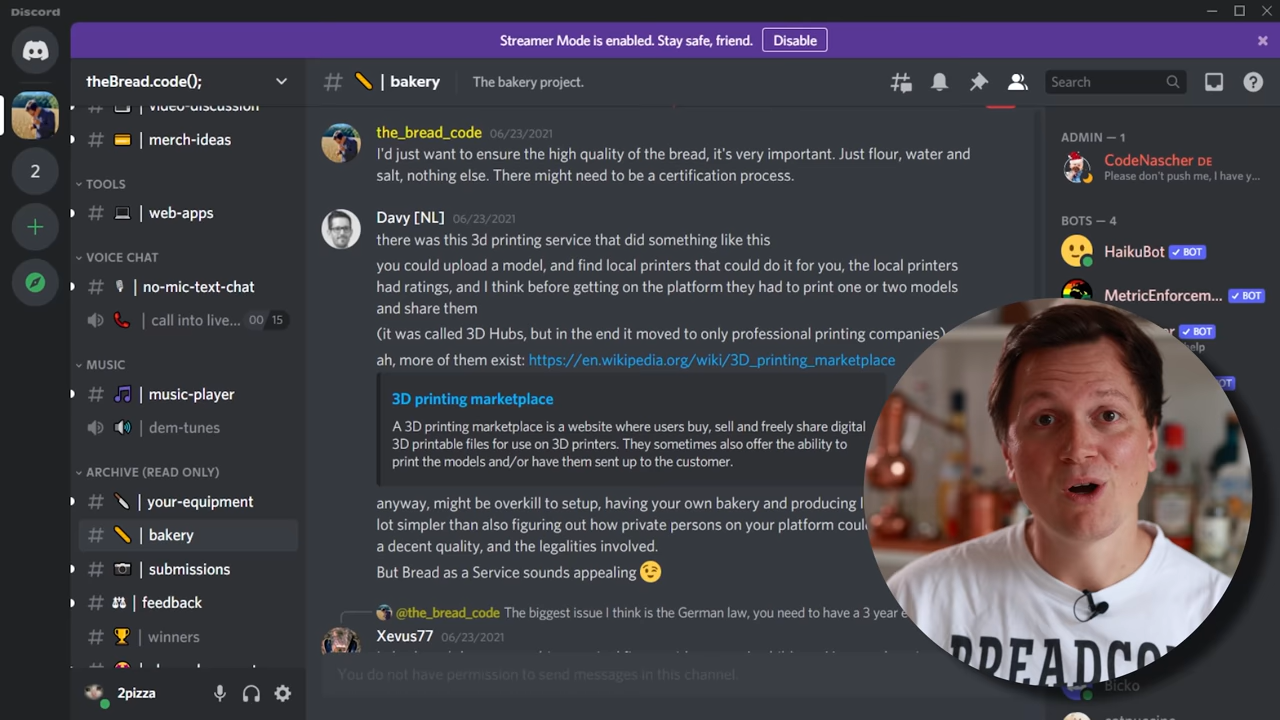 Discord
Streamer Mode is enabled. Stay safe, friend.
Disable
theBread.code();
# | bakery
The bakery project.
Search
# | video-discussion
# | merch-ideas
2
TOOLS
# | web-apps
VOICE CHAT
# | no-mic-text-chat
| call into live... 00 15
MUSIC
# | music-player
| dem-tunes
ARCHIVE (READ ONLY)
# | your-equipment
# | bakery
# | submissions
# | feedback
# | winners
2pizza
the_bread_code 06/23/2021
I'd just want to ensure the high quality of the bread, it's very important. Just flour, water and
salt, nothing else. There might need to be a certification process.
Davy [NL] 06/23/2021
there was this 3d printing service that did something like this
you could upload a model, and find local printers that could do it for you, the local printers
had ratings, and I think before getting on the platform they had to print one or two models
and share them
(it was called 3D Hubs, but in the end it moved to only professional printing companies)
ah, more of them exist: https://en.wikipedia.org/wiki/3D_printing_marketplace
3D printing marketplace
A 3D printing marketplace is a website where users buy, sell and freely share digital
3D printable files for use on 3D printers. They sometimes also offer the ability to
print the models and/or have them sent up to the customer.
anyway, might be overkill to setup, having your own bakery and producing
lot simpler than also figuring out how private persons on your platform
a decent quality, and the legalities involved.
But Bread as a Service sounds appealing
@the_bread_code The biggest issue I think is the German law, you need to have a 3 year
Xevus77 06/23/2021
You do not have permission to send messages in this channel.
ADMIN — 1
CodeNascher DE
Please don't push me, I have y...
BOTS — 4
HaikuBot BOT
MetricEnforcem... BOT
BOT
help
Bicko